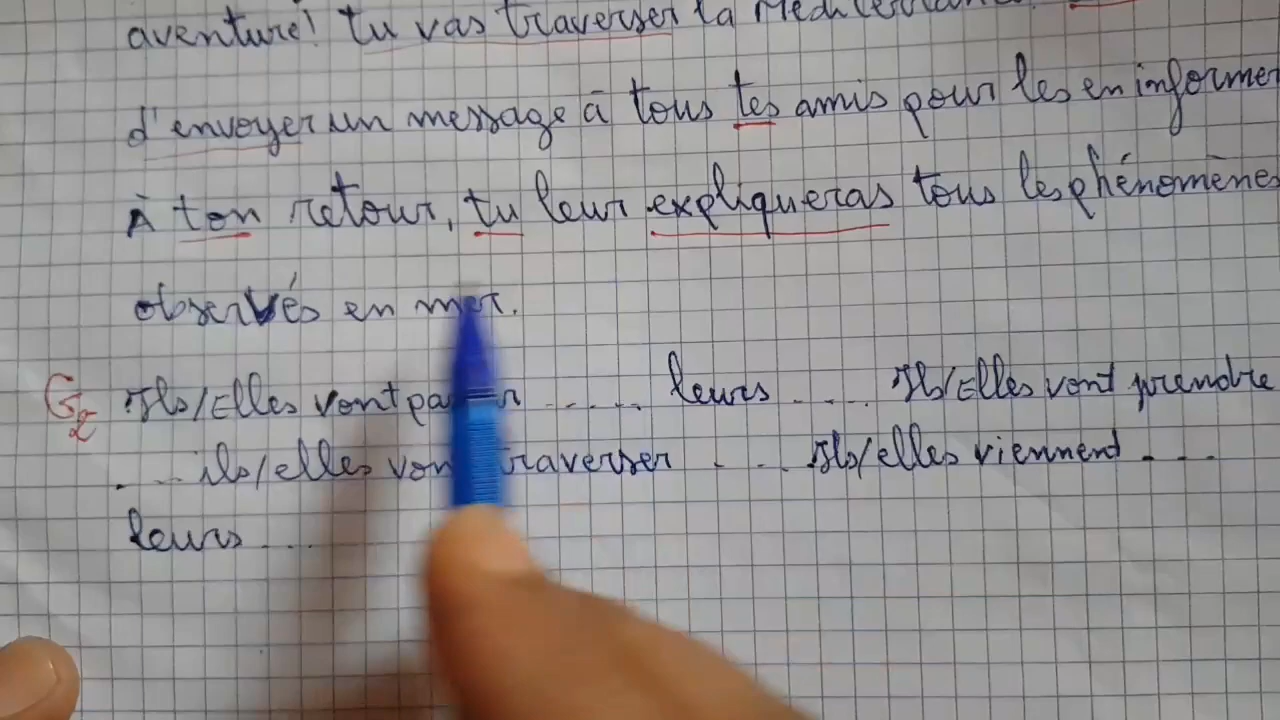 aventure! tu vas traverser la
d'envoyer un message à tous tes amis pour les en informer
À ton retour, tu leur expliqueras tous les phénomènes
observés en mer.
G2 Ils/Elles vont ..... leurs .... Ils/Elles vont prendre
.... ils/elles vont traverser .... Ils/elles viennent ....
leurs ....